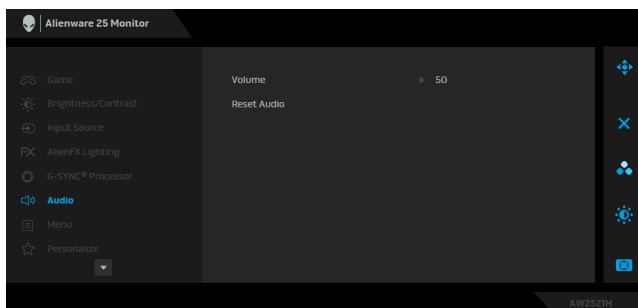 Alienware 25 Monitor
Game
Brightness/Contrast
Input Source
AlienFX Lighting
G-SYNC® Processor
Audio
Menu
Personalize
Volume 50
Reset Audio
AW2521H